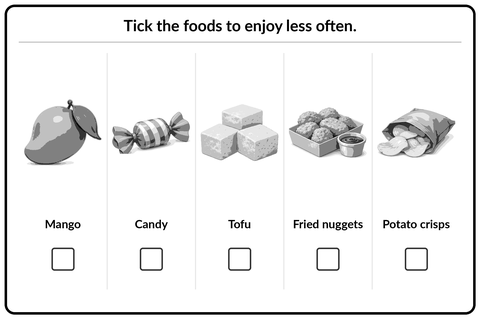 Tick the foods to enjoy less often.
Mango
Candy
Tofu
Fried nuggets
Potato crisps